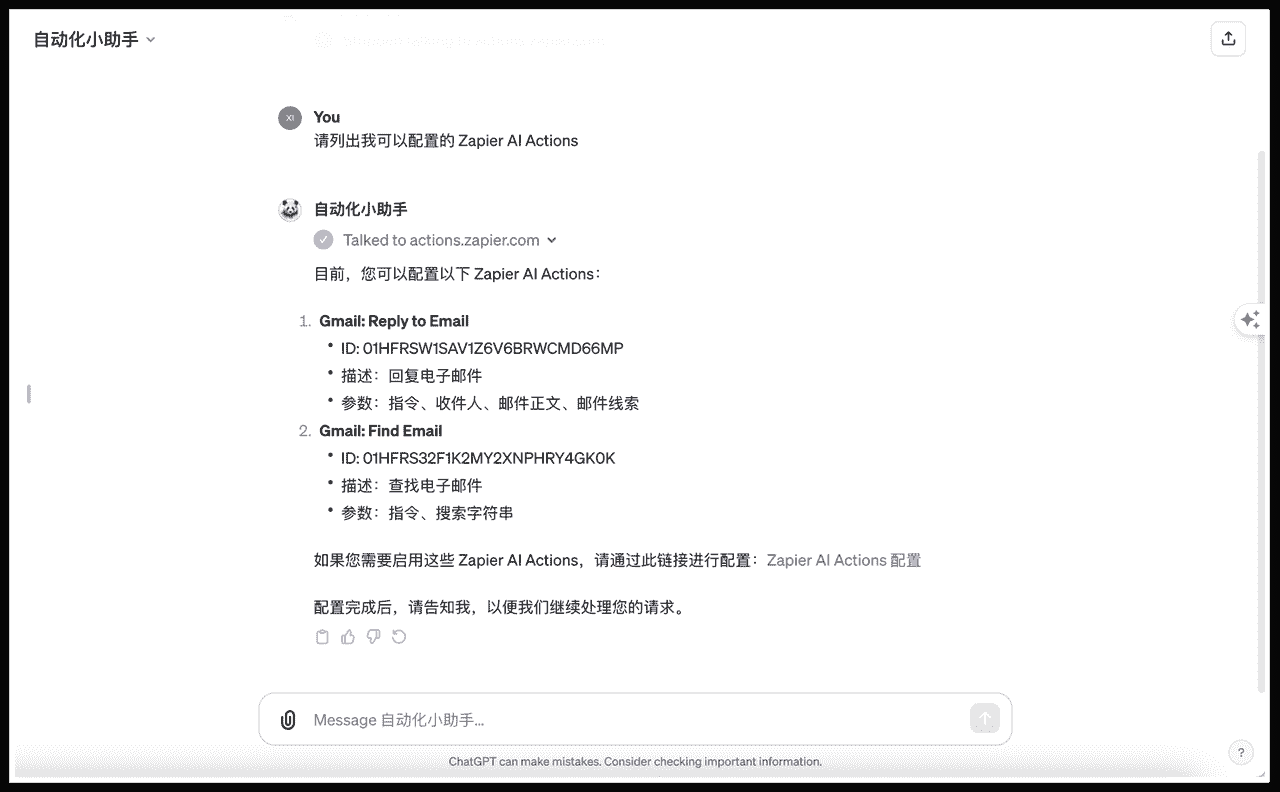 自动化小助手
XI
You
请列出我可以配置的 Zapier AI Actions
自动化小助手
Talked to actions.zapier.com
目前，您可以配置以下 Zapier AI Actions：
1. Gmail: Reply to Email
• ID: 01HFRSW1SAV1Z6V6BRWCMD66MP
• 描述：回复电子邮件
• 参数：指令、收件人、邮件正文、邮件线索
2. Gmail: Find Email
• ID: 01HFRS32F1K2MY2XNPHRY4GK0K
• 描述：查找电子邮件
• 参数：指令、搜索字符串
如果您需要启用这些 Zapier AI Actions，请通过此链接进行配置：Zapier AI Actions 配置
配置完成后，请告知我，以便我们继续处理您的请求。
Message 自动化小助手...
ChatGPT can make mistakes. Consider checking important information.
?